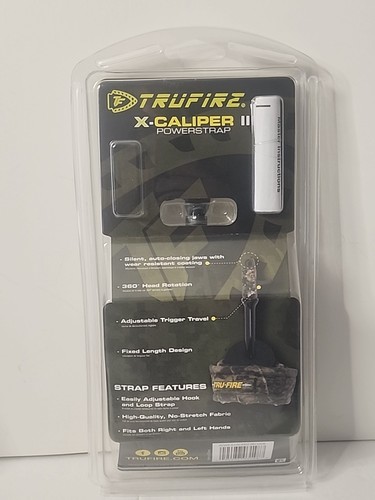 TF TRUFIRE.
X-CALIPER II
POWERSTRAP
· Silent, auto-closing jaws with
wear resistant coating
· 360° Head Rotation
· Adjustable Trigger Travel
· Fixed Length Design
STRAP FEATURES
· Easily Adjustable Hook
and Loop Strap
· High-Quality, No-Stretch Fabric
· Fits Both Right and Left Hands
TRU-FIRE
TRUFIRE.COM